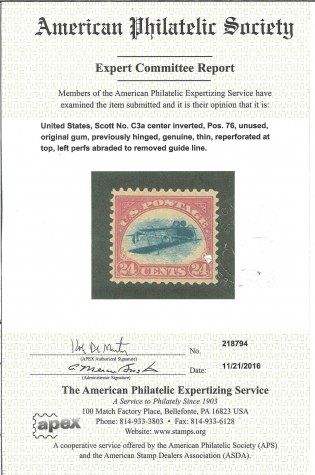 American Philatelic Society
Expert Committee Report
Members of the American Philatelic Expertizing Service have
examined the item submitted and it is their opinion that it is:
United States, Scott No. C3a center inverted, Pos. 76, unused,
original gum, previously hinged, genuine, thin, reperforated at
top, left perfs abraded to removed guide line.
U.S. POSTAGE
24 CENTS 24
(APEX Authorized Signature)
No. 218794
(Administrator Signature)
Date: 11/21/2016
The American Philatelic Expertizing Service
A Service to Philately Since 1903
100 Match Factory Place, Bellefonte, PA 16823 USA
Phone: 814-933-3803 • Fax: 814-933-6128
Website: www.stamps.org
apex
A cooperative service offered by the American Philatelic Society (APS)
and the American Stamp Dealers Association (ASDA).